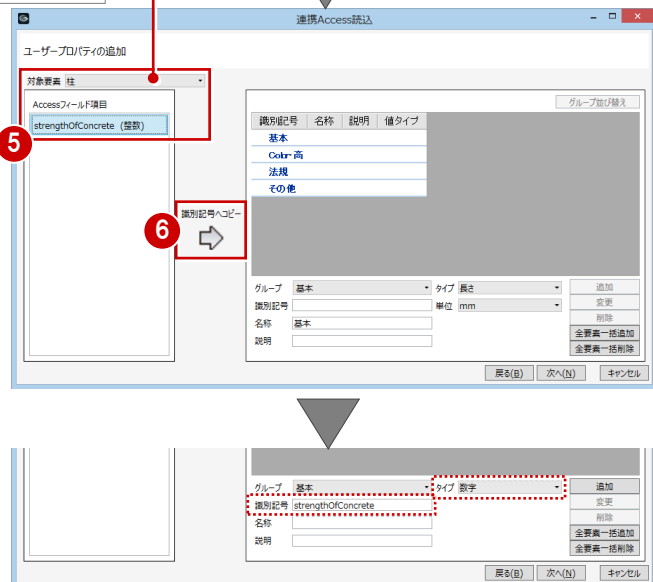 連携Access読込
ユーザープロパティの追加
対象要素 柱
Accessフィールド項目
strengthOfConcrete (整数)
5
識別記号へコピー
6
グループ並び替え
識別記号 名称 説明 値タイプ
基本
Color・高
法規
その他
グループ 基本 タイプ 長さ 追加
識別記号 単位 mm 変更
名称 基本 削除
説明 全要素一括追加
全要素一括削除
戻る(B) 次へ(N) キャンセル
グループ 基本 タイプ 数字 追加
識別記号 strengthOfConcrete 変更
名称 削除
説明 全要素一括追加
全要素一括削除
戻る(B) 次へ(N) キャンセル